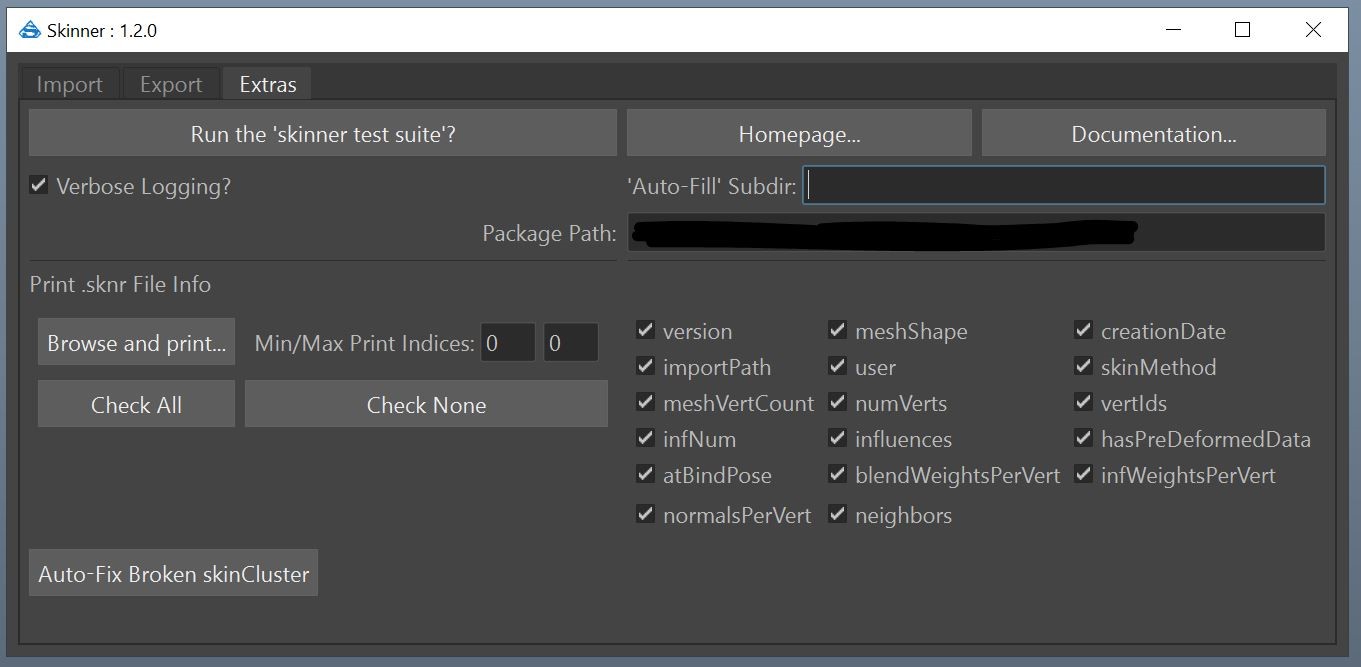 Skinner : 1.2.0
Import Export Extras
Run the 'skinner test suite'? Homepage... Documentation...
Verbose Logging? 'Auto-Fill' Subdir:
Package Path:
Print .sknr File Info
Browse and print... Min/Max Print Indices: 0 0
Check All Check None
version meshShape creationDate
importPath user skinMethod
meshVertCount numVerts vertIds
infNum influences hasPreDeformedData
atBindPose blendWeightsPerVert infWeightsPerVert
normalsPerVert neighbors
Auto-Fix Broken skinCluster